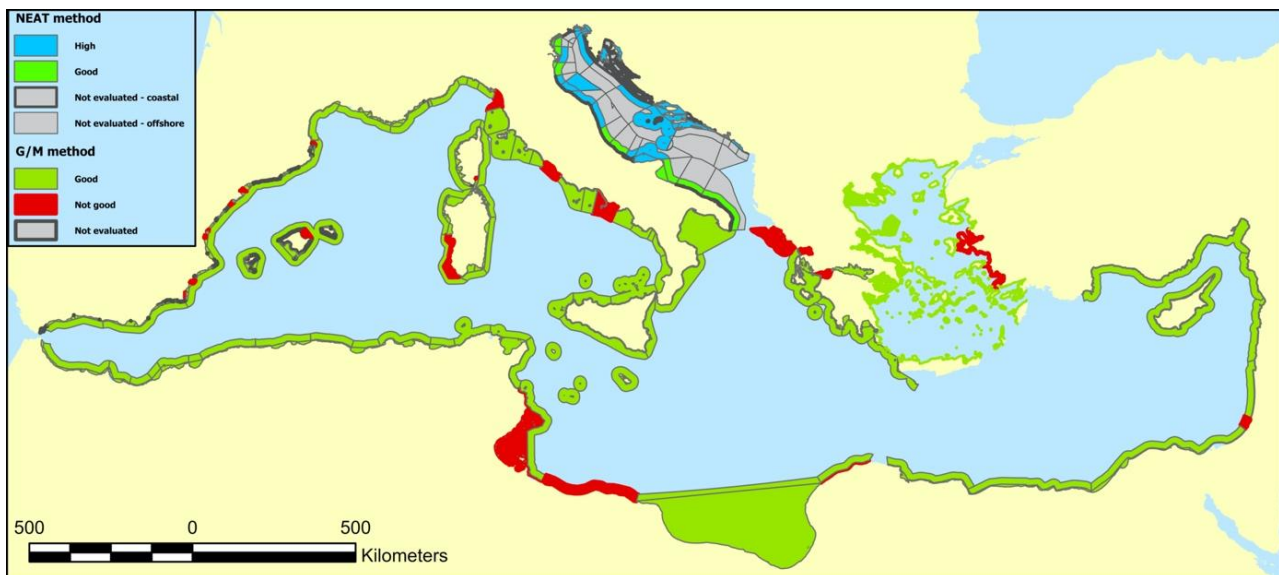 NEAT method
High
Good
Not evaluated - coastal
Not evaluated - offshore
G/M method
Good
Not good
Not evaluated
500 0 500
Kilometers